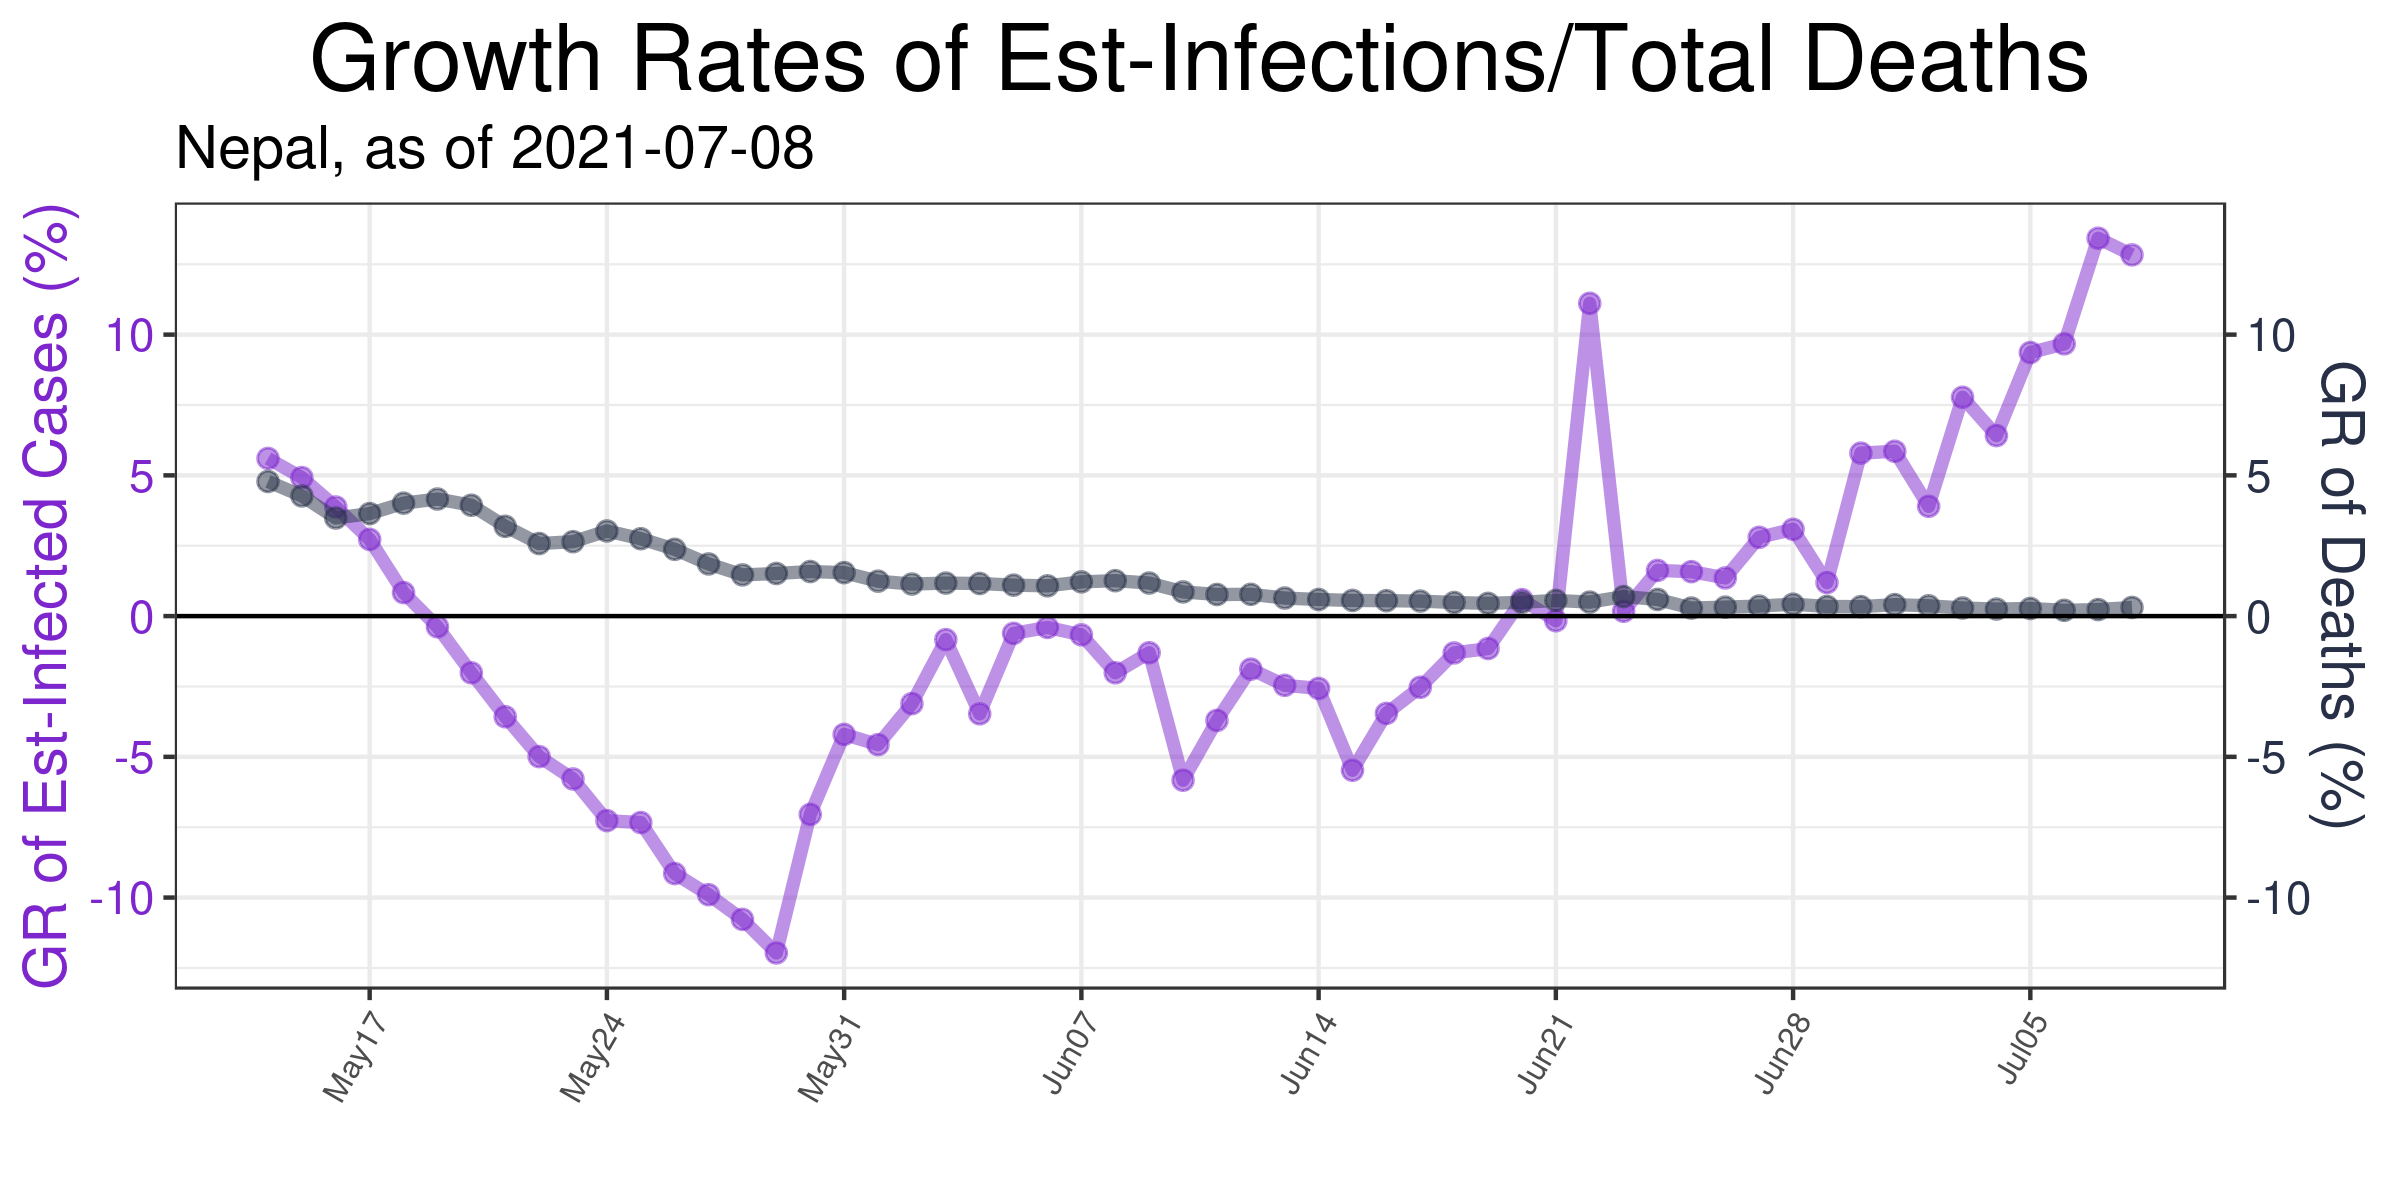 Growth Rates of Est-Infections/Total Deaths
Nepal, as of 2021-07-08
GR of Est-Infected Cases (%)
10
5
0
-5
-10
10
5
0
-5
-10
GR of Deaths (%)
May17
May24
May31
Jun07
Jun14
Jun21
Jun28
Jul05